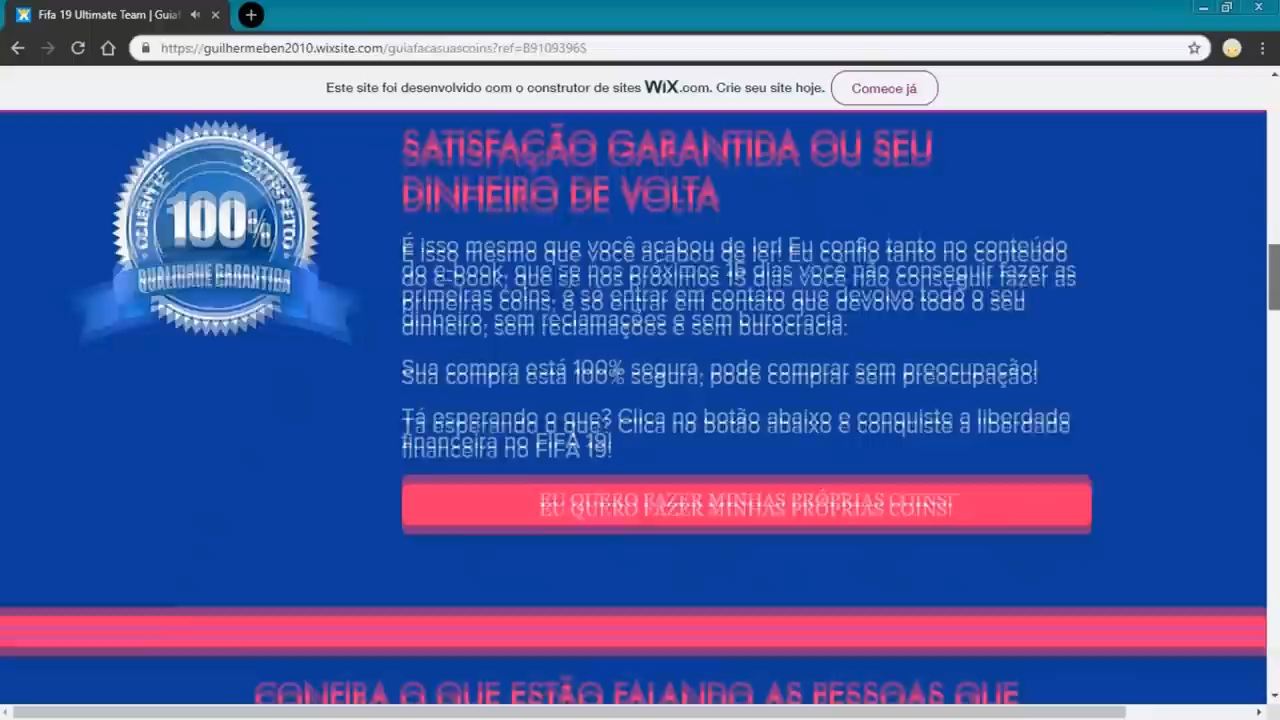 Fifa 19 Ultimate Team | Guia
https://guilhermeben2010.wixsite.com/guiafacasuascoins?ref=B9109396S
Este site foi desenvolvido com o construtor de sites WiX.com. Crie seu site hoje.
Comece já
SATISFAÇÃO GARANTIDA OU SEU
DINHEIRO DE VOLTA
100%
QUALIDADE GARANTIDA
É isso mesmo que você acabou de ler! Eu confio tanto no conteúdo
do e-book, que se nos próximos 15 dias você não conseguir fazer as
primeiras coins, é só entrar em contato que devolvo todo o seu
dinheiro, sem reclamações e sem burocracia.
Sua compra está 100% segura, pode comprar sem preocupação!
Tá esperando o que? Clica no botão abaixo e conquiste a liberdade
financeira no FIFA 19!
EU QUERO FAZER MINHAS PRÓPRIAS COINS!
CONFIRA O QUE ESTÃO FALANDO AS PESSOAS QUE